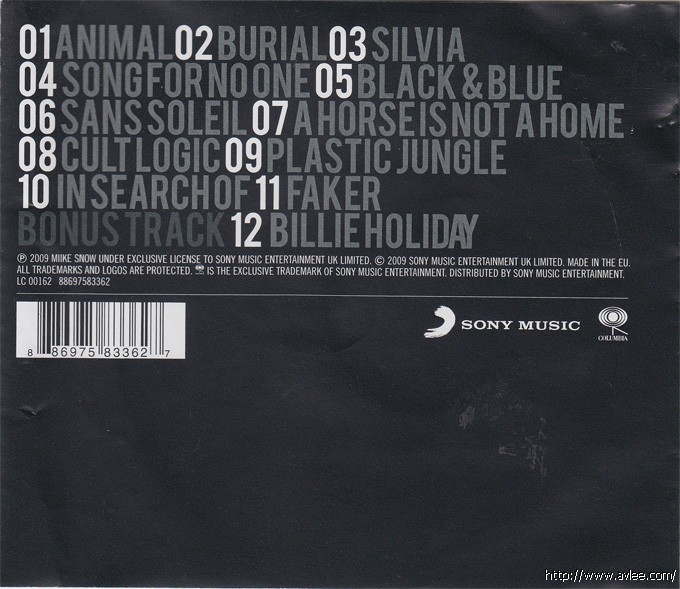 01 ANIMAL 02 BURIAL 03 SILVIA
04 SONG FOR NO ONE 05 BLACK & BLUE
06 SANS SOLEIL 07 A HORSE IS NOT A HOME
08 CULT LOGIC 09 PLASTIC JUNGLE
10 IN SEARCH OF 11 FAKER
BONUS TRACK 12 BILLIE HOLIDAY
℗ 2009 MIIKE SNOW UNDER EXCLUSIVE LICENSE TO SONY MUSIC ENTERTAINMENT UK LIMITED. © 2009 SONY MUSIC ENTERTAINMENT UK LIMITED. MADE IN THE EU.
ALL TRADEMARKS AND LOGOS ARE PROTECTED. IS THE EXCLUSIVE TRADEMARK OF SONY MUSIC ENTERTAINMENT. DISTRIBUTED BY SONY MUSIC ENTERTAINMENT.
LC 00162 88697583362
8 86975 83362 7
SONY MUSIC
COLUMBIA
http://www.avlee.com/